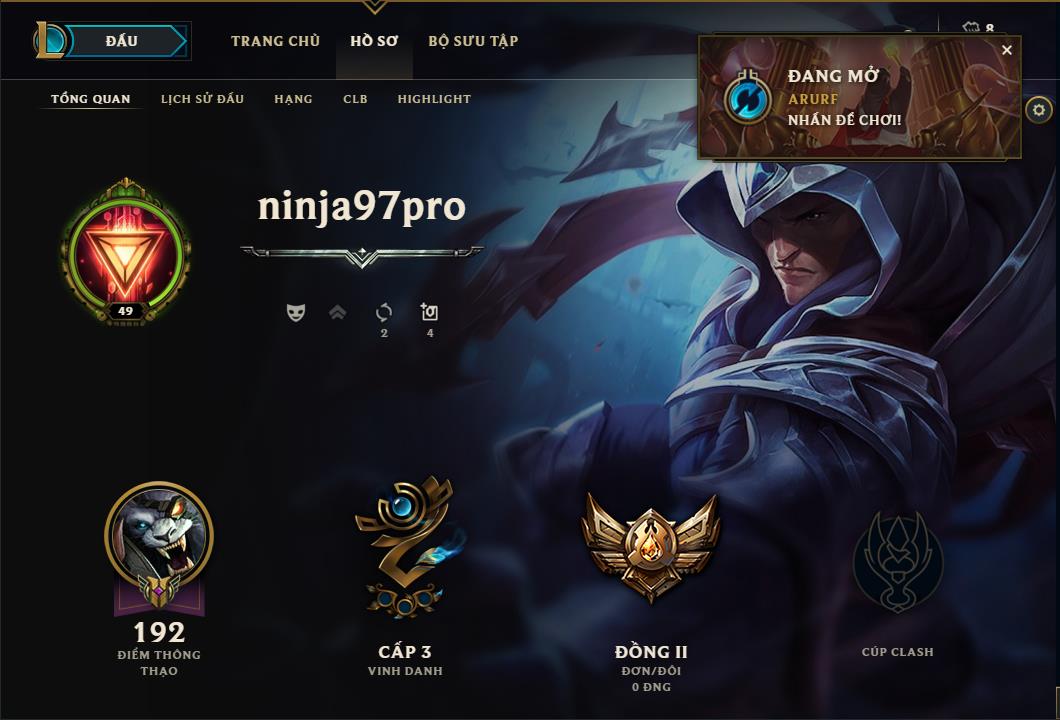 ĐẤU
TRANG CHỦ
HỒ SƠ
BỘ SƯU TẬP
8
ĐANG MỞ
ARURF
NHẤN ĐỂ CHƠI!
TỔNG QUAN
LỊCH SỬ ĐẤU
HẠNG
CLB
HIGHLIGHT
ninja97pro
49
2
4
192
ĐIỂM THÔNG
THẠO
CẤP 3
VINH DANH
ĐỒNG II
ĐƠN/ĐÔI
0 ĐNG
CÚP CLASH